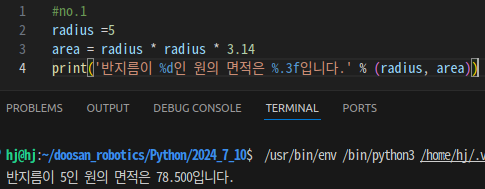 1 #no.1
2 radius =5
3 area = radius * radius * 3.14
4 print('반지름이 %d인 원의 면적은 %.3f입니다.' % (radius, area))
PROBLEMS OUTPUT DEBUG CONSOLE TERMINAL PORTS
hj@hj:~/doosan_robotics/Python/2024_7_10$ /usr/bin/env /bin/python3 /home/hj/.v
반지름이 5인 원의 면적은 78.500입니다.